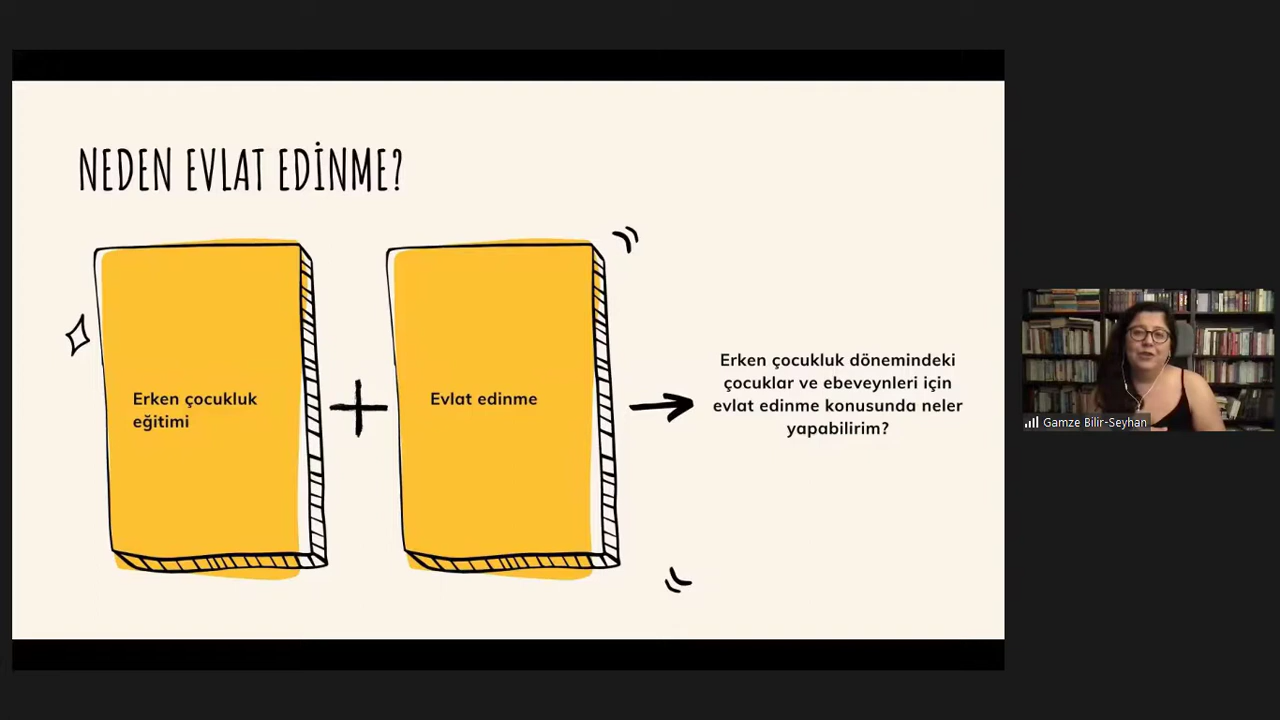 NEDEN EVLAT EDİNME?
Erken çocukluk
eğitimi
Evlat edinme
Erken çocukluk dönemindeki
çocuklar ve ebeveynleri için
evlat edinme konusunda neler
yapabilirim?
Gamze Bilir-Seyhan